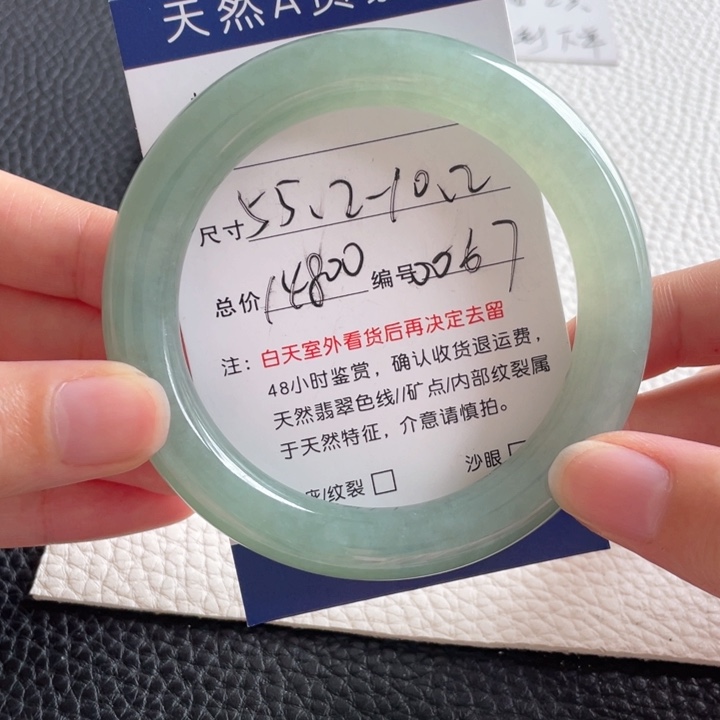 天然A货
尺寸55.2-10.2
总价14800 编号0067
注：白天室外看货后再决定去留
48小时鉴赏，确认收货退运费，
天然翡翠色线//矿点/内部纹裂属
于天然特征，介意请慎拍。
/纹裂□ 沙眼□
下单